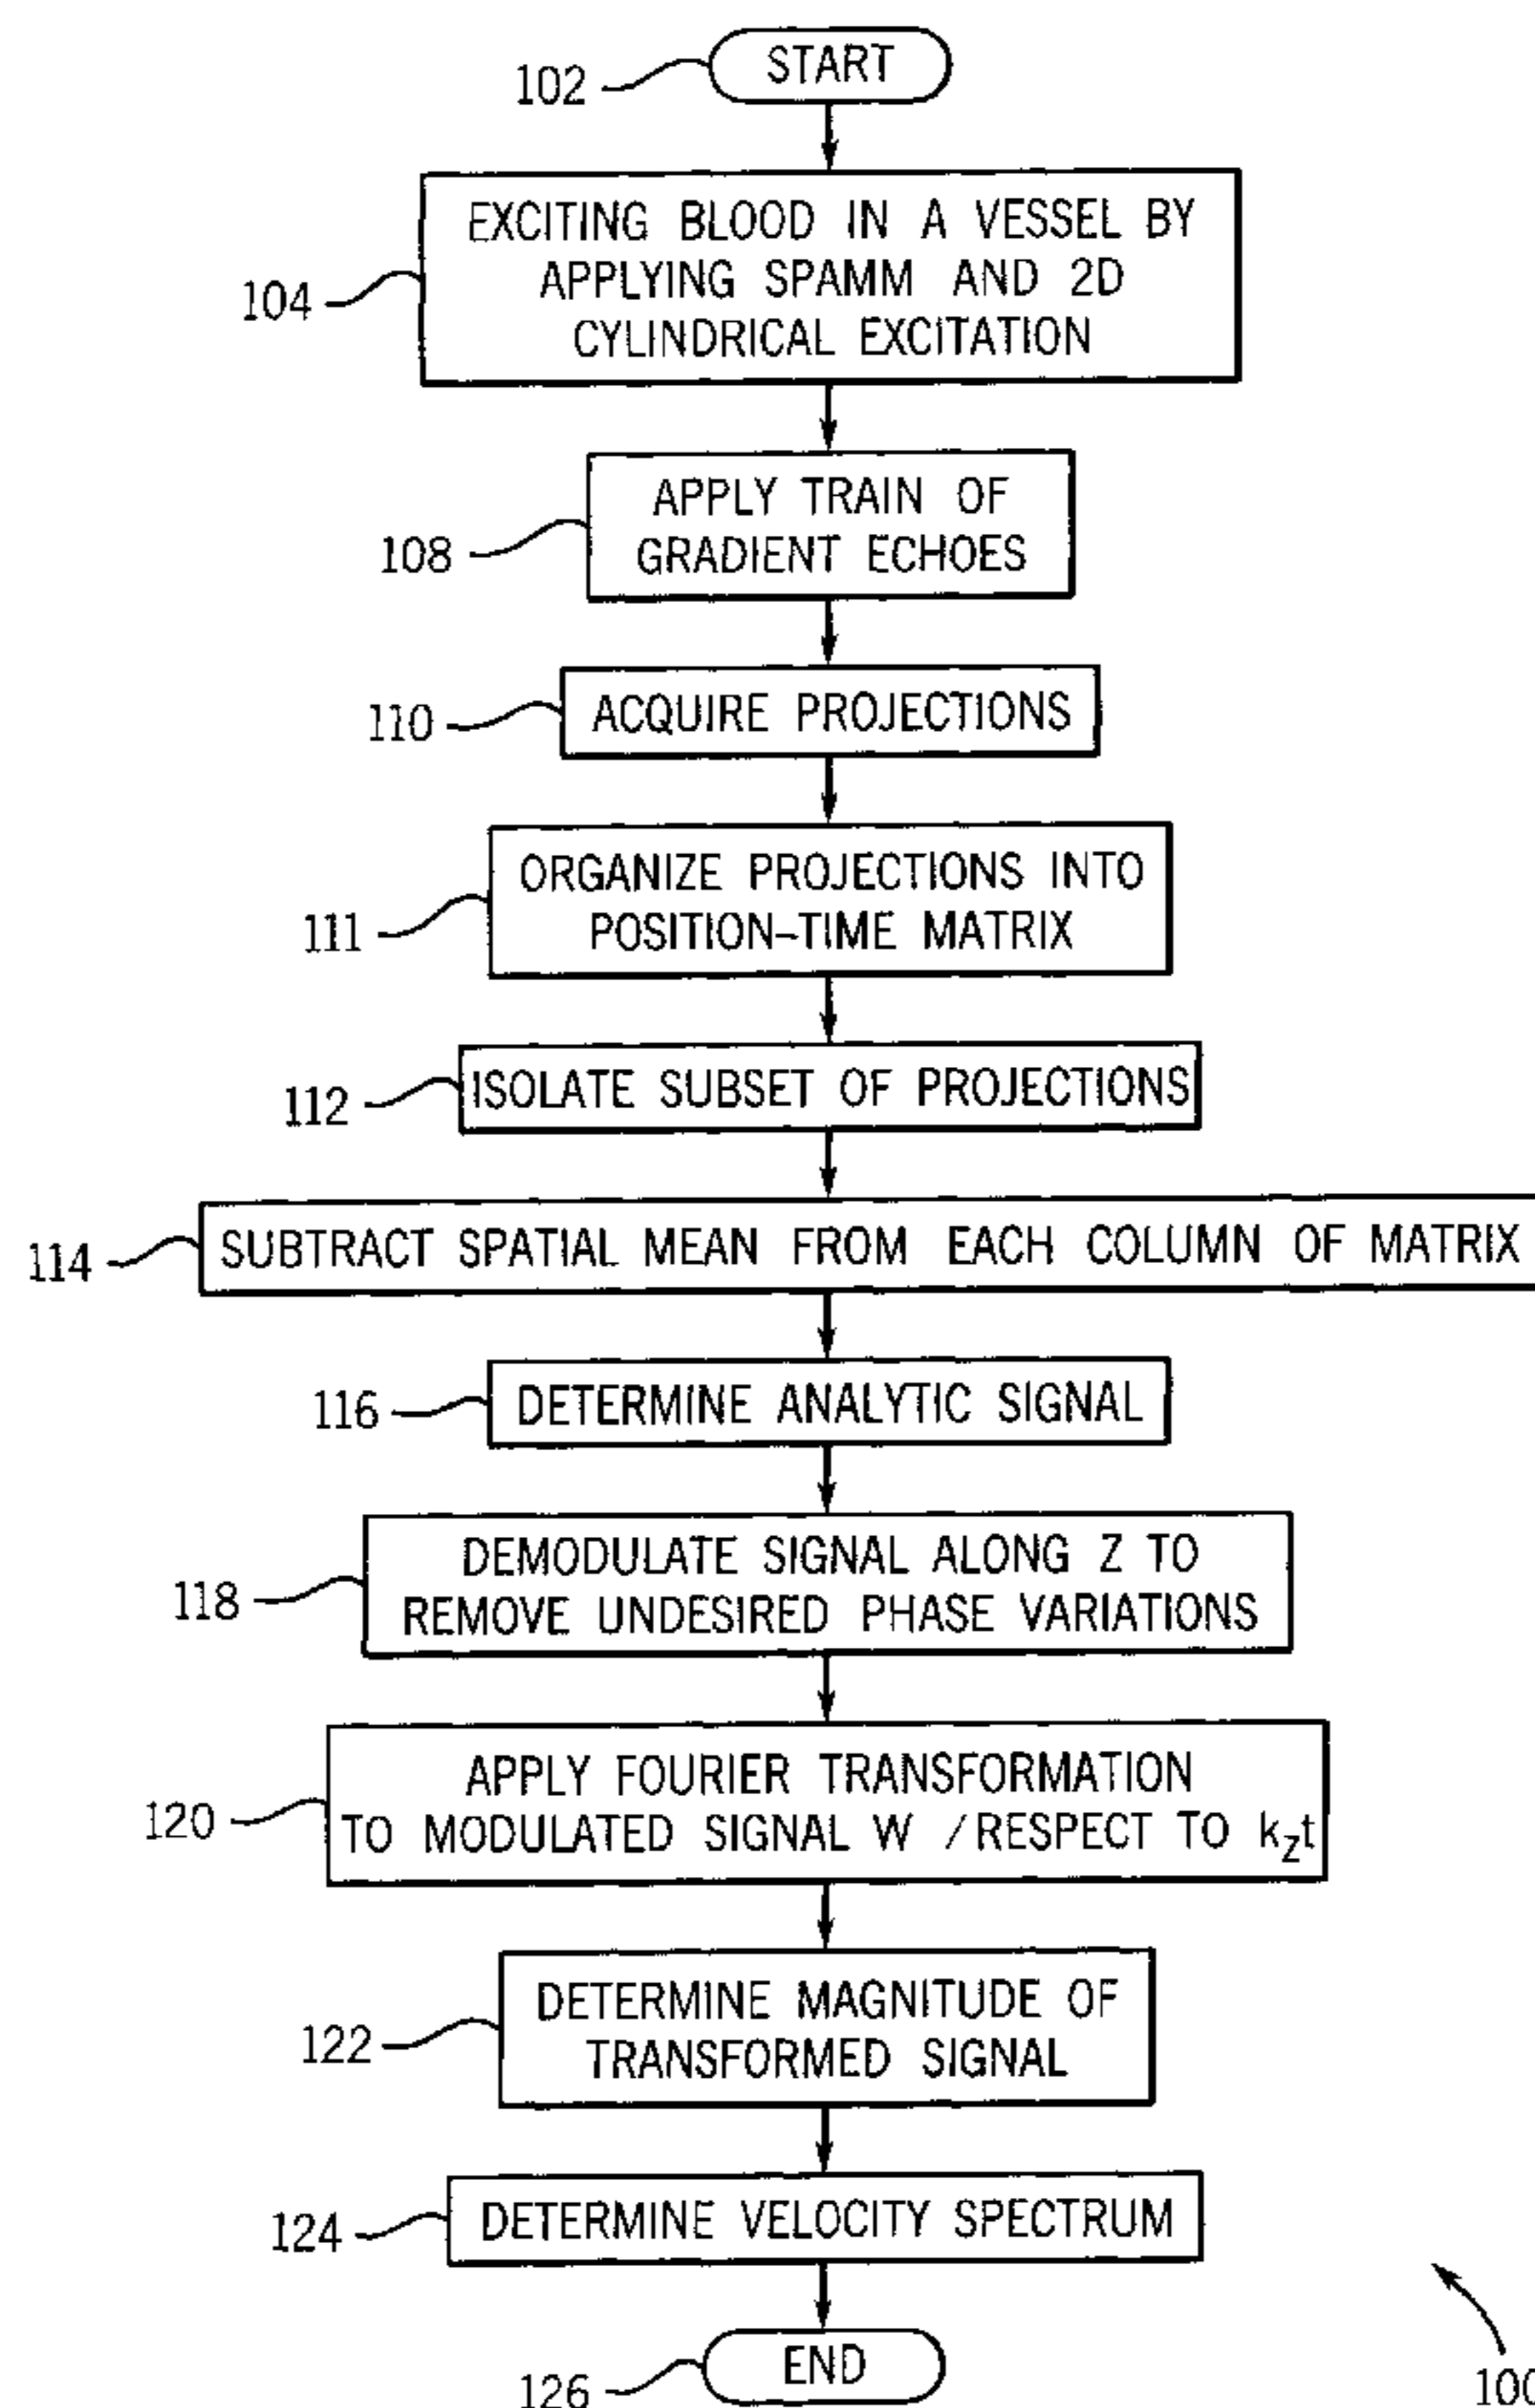 START
102
EXCITING BLOOD IN A VESSEL BY
APPLYING SPAMM AND 2D
CYLINDRICAL EXCITATION
104
APPLY TRAIN OF
GRADIENT ECHOES
108
ACQUIRE PROJECTIONS
110
ORGANIZE PROJECTIONS INTO
POSITION-TIME MATRIX
111
ISOLATE SUBSET OF PROJECTIONS
112
SUBTRACT SPATIAL MEAN FROM EACH COLUMN OF MATRIX
114
DETERMINE ANALYTIC SIGNAL
116
DEMODULATE SIGNAL ALONG Z TO
REMOVE UNDESIRED PHASE VARIATIONS
118
APPLY FOURIER TRANSFORMATION
TO MODULATED SIGNAL W /RESPECT TO kzt
120
DETERMINE MAGNITUDE OF
TRANSFORMED SIGNAL
122
DETERMINE VELOCITY SPECTRUM
124
END
126
100